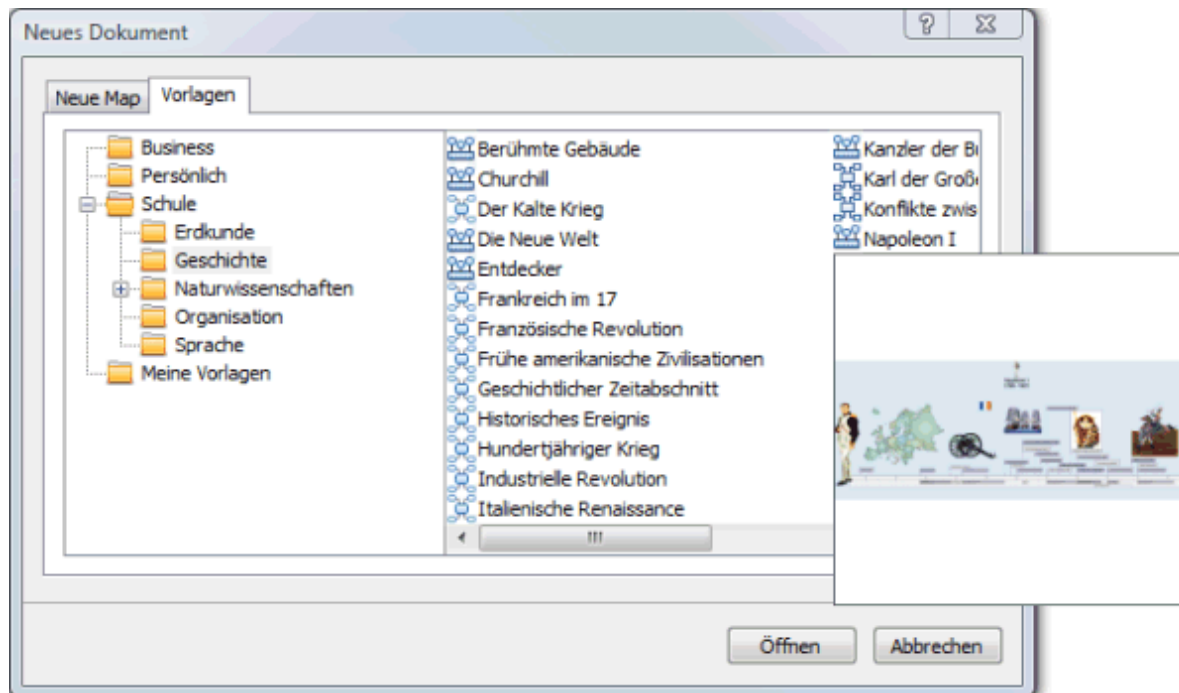 Neues Dokument
Neue Map
Vorlagen
Business
Persönlich
Schule
Erdkunde
Geschichte
Naturwissenschaften
Organisation
Sprache
Meine Vorlagen
Berühmte Gebäude
Churchill
Der Kalte Krieg
Die Neue Welt
Entdecker
Frankreich im 17
Französische Revolution
Frühe amerikanische Zivilisationen
Geschichtlicher Zeitabschnitt
Historisches Ereignis
Hundertjähriger Krieg
Industrielle Revolution
Italienische Renaissance
Kanzler der
Karl der
Konflikte
Napoleon I
Öffnen
Abbrechen